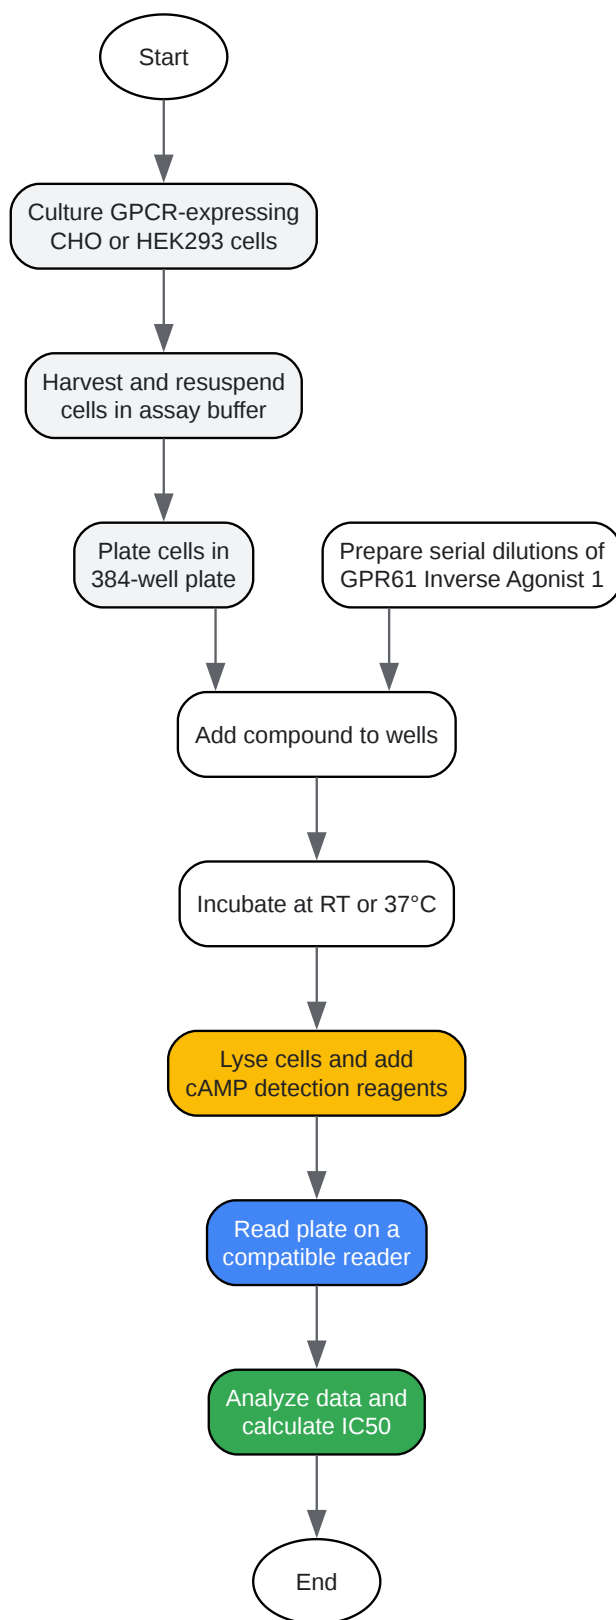 Start
Culture GPCR-expressing
CHO or HEK293 cells
Harvest and resuspend
cells in assay buffer
Plate cells in
384-well plate
Prepare serial dilutions of
GPR61 Inverse Agonist 1
Add compound to wells
Incubate at RT or 37°C
Lyse cells and add
cAMP detection reagents
Read plate on a
compatible reader
Analyze data and
calculate IC50
End